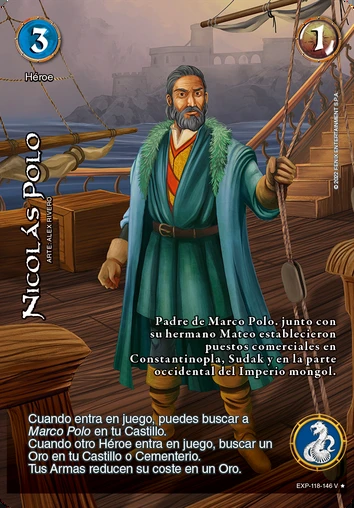 3
1
Héroe
Nicolás Polo
ARTE: ALEX RIVERO
©2022 FENIX ENTERTAINMENT S.P.A.
Padre de Marco Polo. junto con
su hermano Mateo establecieron
puestos comerciales en
Constantinopla, Sudak y en la parte
occidental del Imperio mongol.
Cuando entra en juego, puedes buscar a
Marco Polo en tu Castillo.
Cuando otro Héroe entra en juego, buscar un
Oro en tu Castillo o Cementerio.
Tus Armas reducen su coste en un Oro.
EXP-118-146 V ★